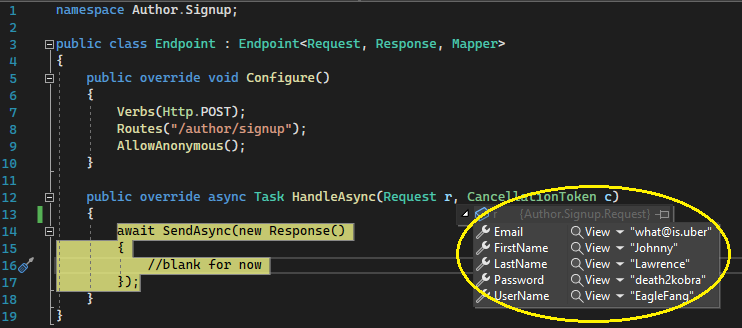 1 namespace Author.Signup;
2
3 public class Endpoint : Endpoint<Request, Response, Mapper>
4 {
5 public override void Configure()
6 {
7 Verbs(Http.POST);
8 Routes("/author/signup");
9 AllowAnonymous();
10 }
11
12 public override async Task HandleAsync(Request r, CancellationToken c)
13 {
r {Author.Signup.Request}
14 await SendAsync(new Response()
Email View "what@is.uber"
15 {
FirstName View "Johnny"
16 //blank for now
LastName View "Lawrence"
17 });
Password View "death2kobra"
18 }
UserName View "EagleFang"
19 }